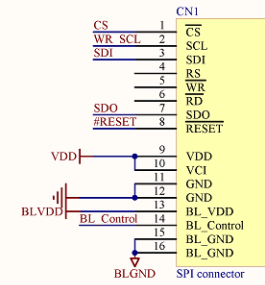 CN1
CS 1 CS
WR_SCL 2 SCL
SDI 3 SDI
4 RS
5 WR
6 RD
SDO 7 SDO
#RESET 8 RESET
VDD 9 VDD
10 VCI
11 GND
12 GND
BLVDD 13 BL_VDD
BL_Control 14 BL_Control
15 BL_GND
16 BL_GND
BLGND SPI connector